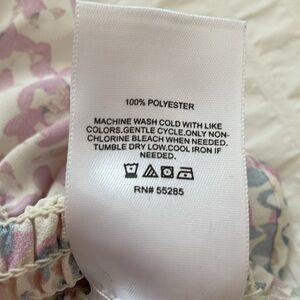 100% POLYESTER
MACHINE WASH COLD WITH LIKE
COLORS.GENTLE CYCLE.ONLY NON-
CHLORINE BLEACH WHEN NEEDED.
TUMBLE DRY LOW.COOL IRON IF
NEEDED.
RN# 55285